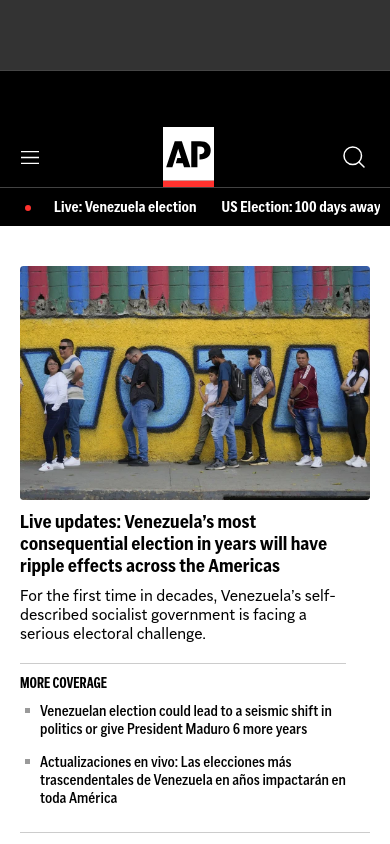 AP
Live: Venezuela election
US Election: 100 days away
VOTA
Live updates: Venezuela’s most
consequential election in years will have
ripple effects across the Americas
For the first time in decades, Venezuela’s self-
described socialist government is facing a
serious electoral challenge.
MORE COVERAGE
Venezuelan election could lead to a seismic shift in
politics or give President Maduro 6 more years
Actualizaciones en vivo: Las elecciones más
trascendentales de Venezuela en años impactarán en
toda América